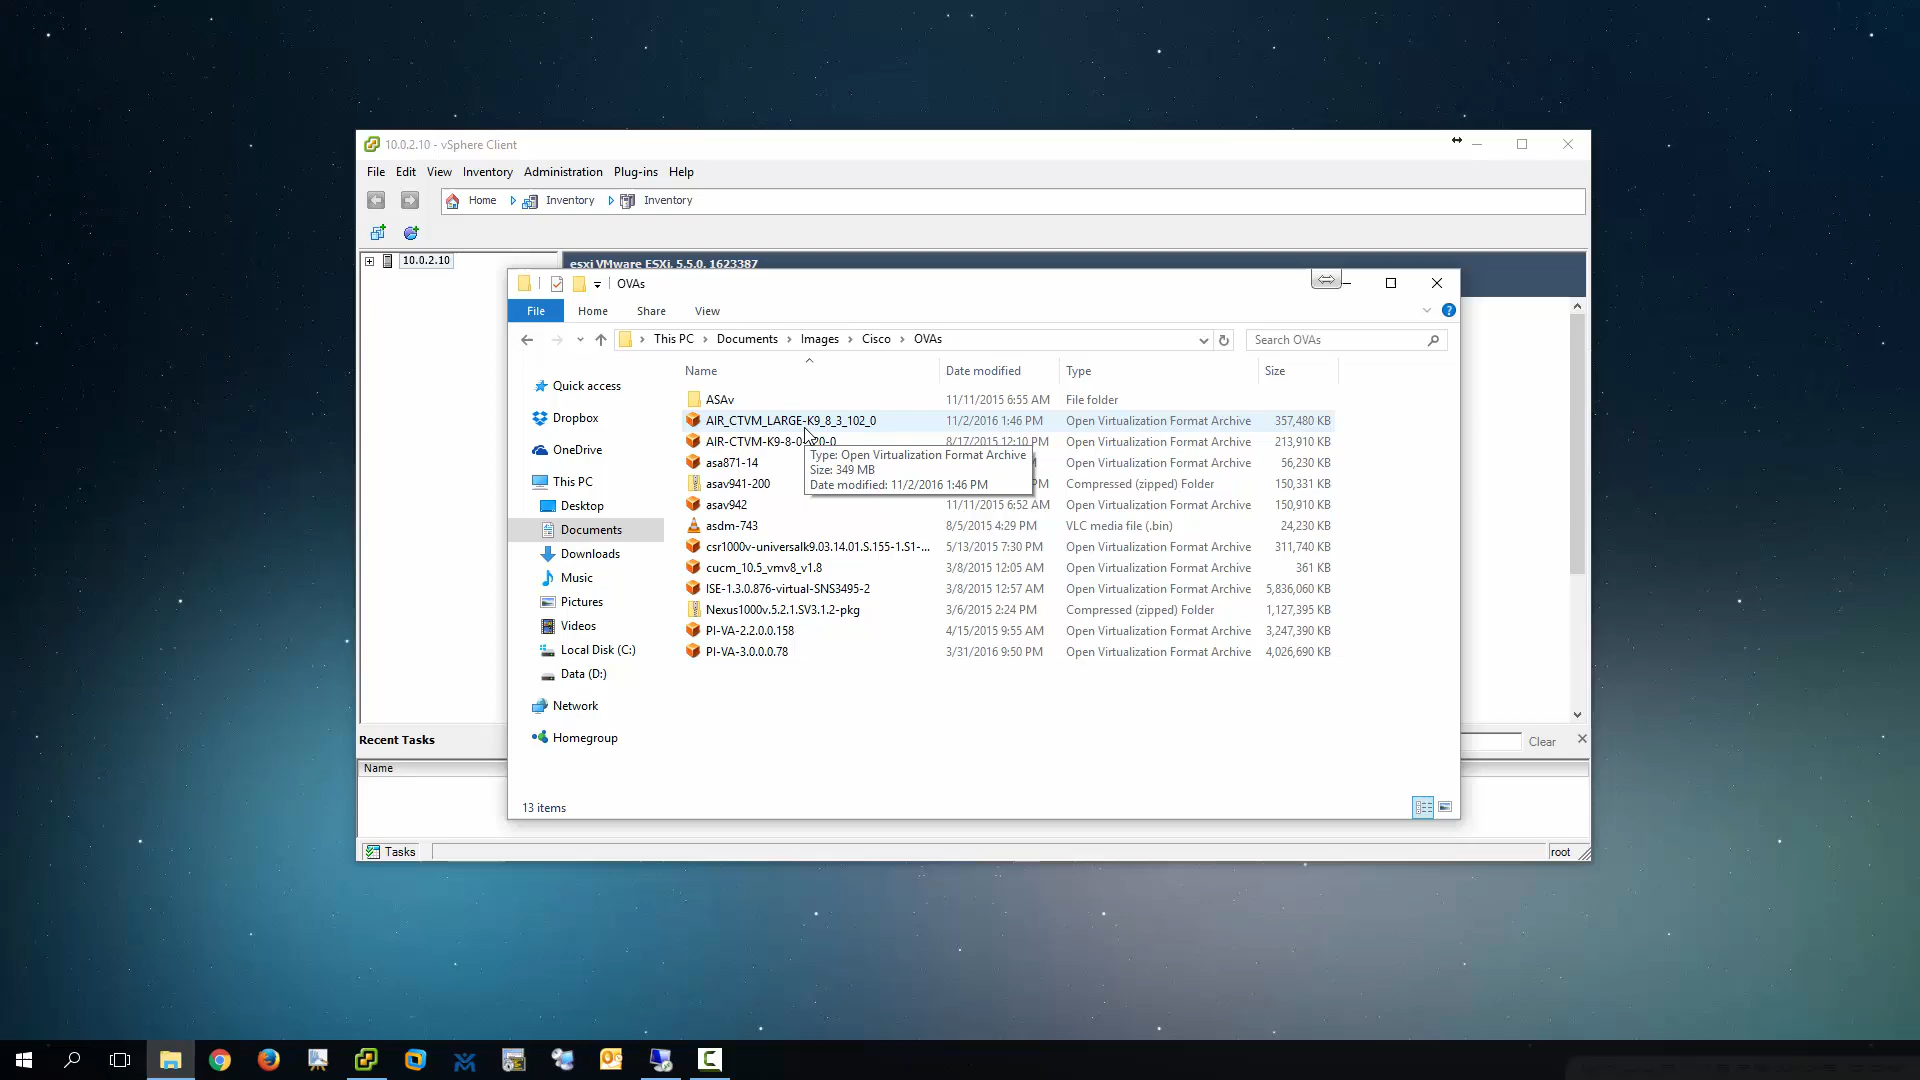 10.0.2.10 - vSphere Client
File Edit View Inventory Administration Plug-ins Help
Home Inventory Inventory
10.0.2.10
esxi VMware ESXi, 5.5.0, 1623387
OVAs
File Home Share View
This PC Documents Images Cisco OVAs
Search OVAs
Name Date modified Type Size
Quick access
Dropbox
OneDrive
This PC
Desktop
Documents
Downloads
Music
Pictures
Videos
Local Disk (C:)
Data (D:)
Network
Homegroup
ASAv 11/11/2015 6:55 AM File folder
AIR_CTVM_LARGE-K9_8_3_102_0 11/2/2016 1:46 PM Open Virtualization Format Archive 357,480 KB
AIR-CTVM-K9-8-0- 20-0 8/17/2015 12:10 PM Open Virtualization Format Archive 213,910 KB
asa871-14 Open Virtualization Format Archive 56,230 KB
asav941-200 PM Compressed (zipped) Folder 150,331 KB
asav942 11/11/2015 6:52 AM Open Virtualization Format Archive 150,910 KB
asdm-743 8/5/2015 4:29 PM VLC media file (.bin) 24,230 KB
csr1000v-universalk9.03.14.01.S.155-1.S1-... 5/13/2015 7:30 PM Open Virtualization Format Archive 311,740 KB
cucm_10.5_vmv8_v1.8 3/8/2015 12:05 AM Open Virtualization Format Archive 361 KB
ISE-1.3.0.876-virtual-SNS3495-2 3/8/2015 12:57 AM Open Virtualization Format Archive 5,836,060 KB
Nexus1000v.5.2.1.SV3.1.2-pkg 3/6/2015 2:24 PM Compressed (zipped) Folder 1,127,395 KB
PI-VA-2.2.0.0.158 4/15/2015 9:55 AM Open Virtualization Format Archive 3,247,390 KB
PI-VA-3.0.0.0.78 3/31/2016 9:50 PM Open Virtualization Format Archive 4,026,690 KB
Type: Open Virtualization Format Archive
Size: 349 MB
Date modified: 11/2/2016 1:46 PM
13 items
Recent Tasks
Clear
Name
Tasks
root